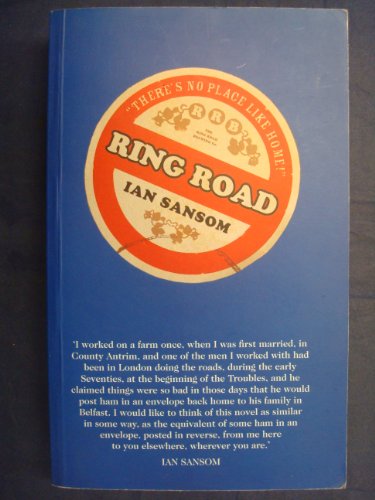 "THERE'S NO PLACE LIKE HOME!"
R R B
THE
RING ROAD
RING ROAD
IAN SANSOM
'I worked on a farm once, when I was first married, in
County Antrim, and one of the men I worked with had
been in London doing the roads, during the early
Seventies, at the beginning of the Troubles, and he
claimed things were so bad in those days that he would
post ham in an envelope back home to his family in
Belfast. I would like to think of this novel as similar
in some way, as the equivalent of some ham in an
envelope, posted in reverse, from me here
to you elsewhere, wherever you are.'
IAN SANSOM